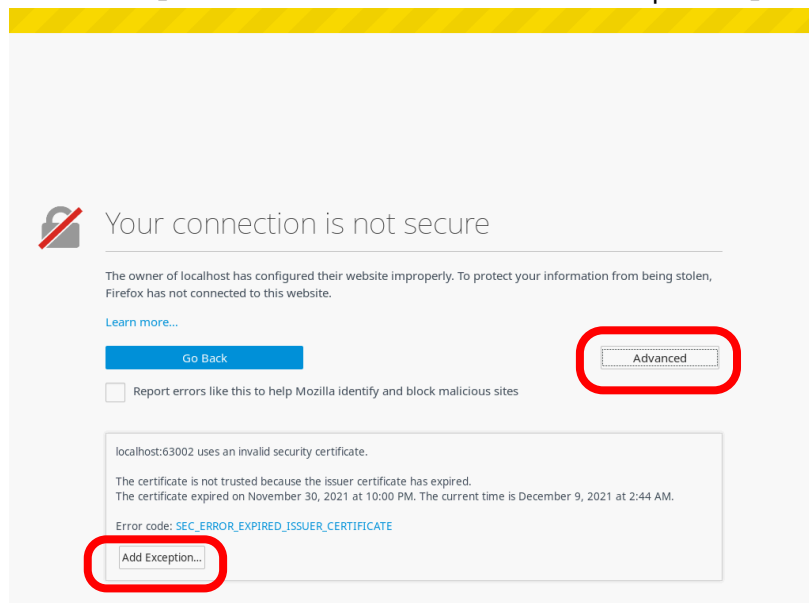 Your connection is not secure
The owner of localhost has configured their website improperly. To protect your information from being stolen,
Firefox has not connected to this website.
Learn more...
Go Back
Advanced
Report errors like this to help Mozilla identify and block malicious sites
localhost:63002 uses an invalid security certificate.
The certificate is not trusted because the issuer certificate has expired.
The certificate expired on November 30, 2021 at 10:00 PM. The current time is December 9, 2021 at 2:44 AM.
Error code: SEC_ERROR_EXPIRED_ISSUER_CERTIFICATE
Add Exception...